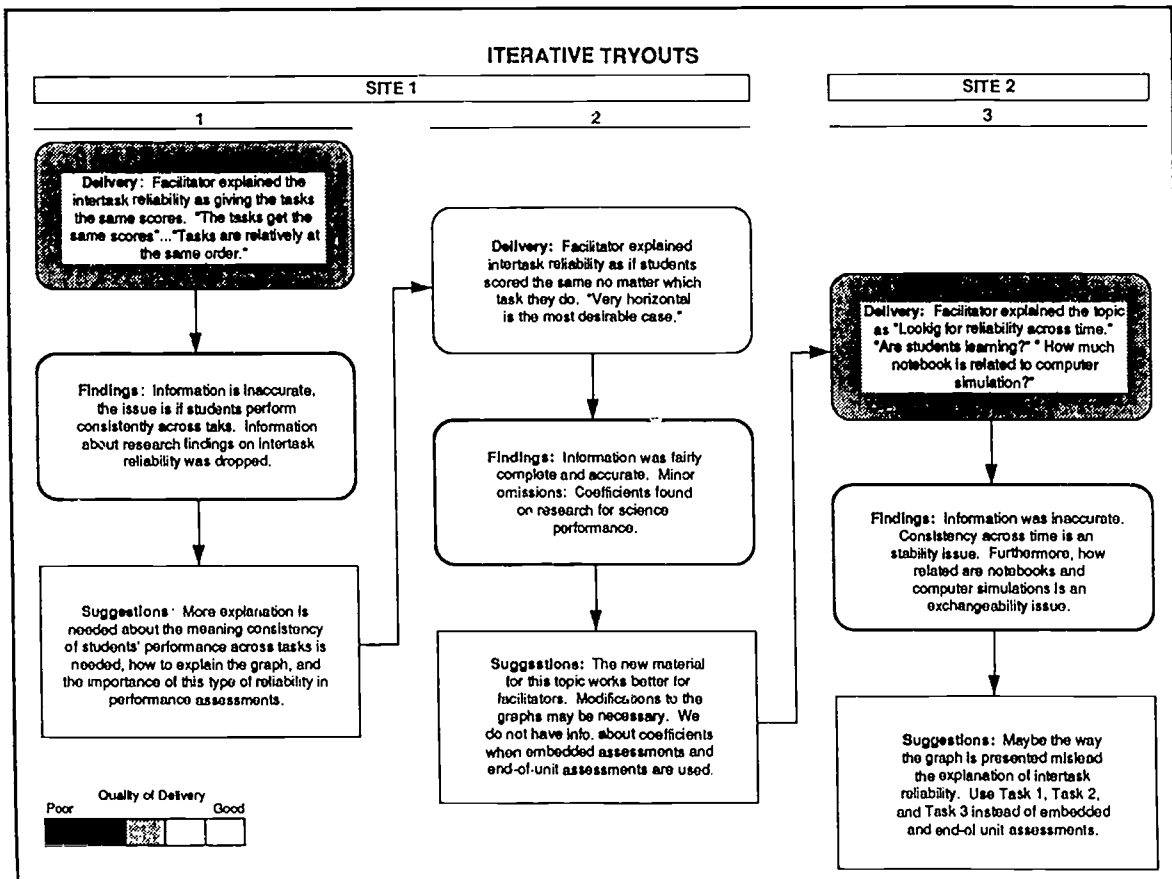 ITERATIVE TRYOUTS
SITE 1
SITE 2
1
2
3
Delivery: Facilitator explained the
intertask reliability as giving the tasks
the same scores. "The tasks get the
same scores"..."Tasks are relatively at
the same order."
Findings: Information is inaccurate,
the issue is if students perform
consistently across taks. Information
about research findings on intertask
reliability was dropped.
Suggestions: More explanation is
needed about the meaning consistency
of students' performance across tasks is
needed, how to explain the graph, and
the importance of this type of reliability in
performance assessments.
Delivery: Facilitator explained
intertask reliability as if students
scored the same no matter which
task they do. "Very horizontal
is the most desirable case."
Findings: Information was fairly
complete and accurate. Minor
omissions: Coefficients found
on research for science
performance.
Suggestions: The new material
for this topic works better for
facilitators. Modifications to the
graphs may be necessary. We
do not have info. about coefficients
when embedded assessments and
end-of-unit assessments are used.
Delivery: Facilitator explained the topic
as "Lookig for reliability across time."
"Are students learning?" " How much
notebook is related to computer
simulation?"
Findings: Information was inaccurate.
Consistency across time is an
stability issue. Furthermore, how
related are notebooks and
computer simulations is an
exchangeability issue.
Suggestions: Maybe the way
the graph is presented mislead
the explanation of intertask
reliability. Use Task 1, Task 2,
and Task 3 instead of embedded
and end-of unit assessments.
Quality of Delivery
Poor Good